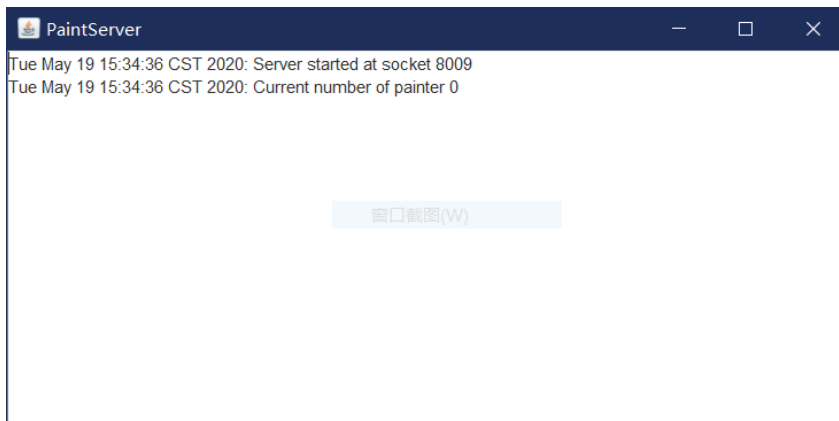 PaintServer
Tue May 19 15:34:36 CST 2020: Server started at socket 8009
Tue May 19 15:34:36 CST 2020: Current number of painter 0
窗口截图(W)